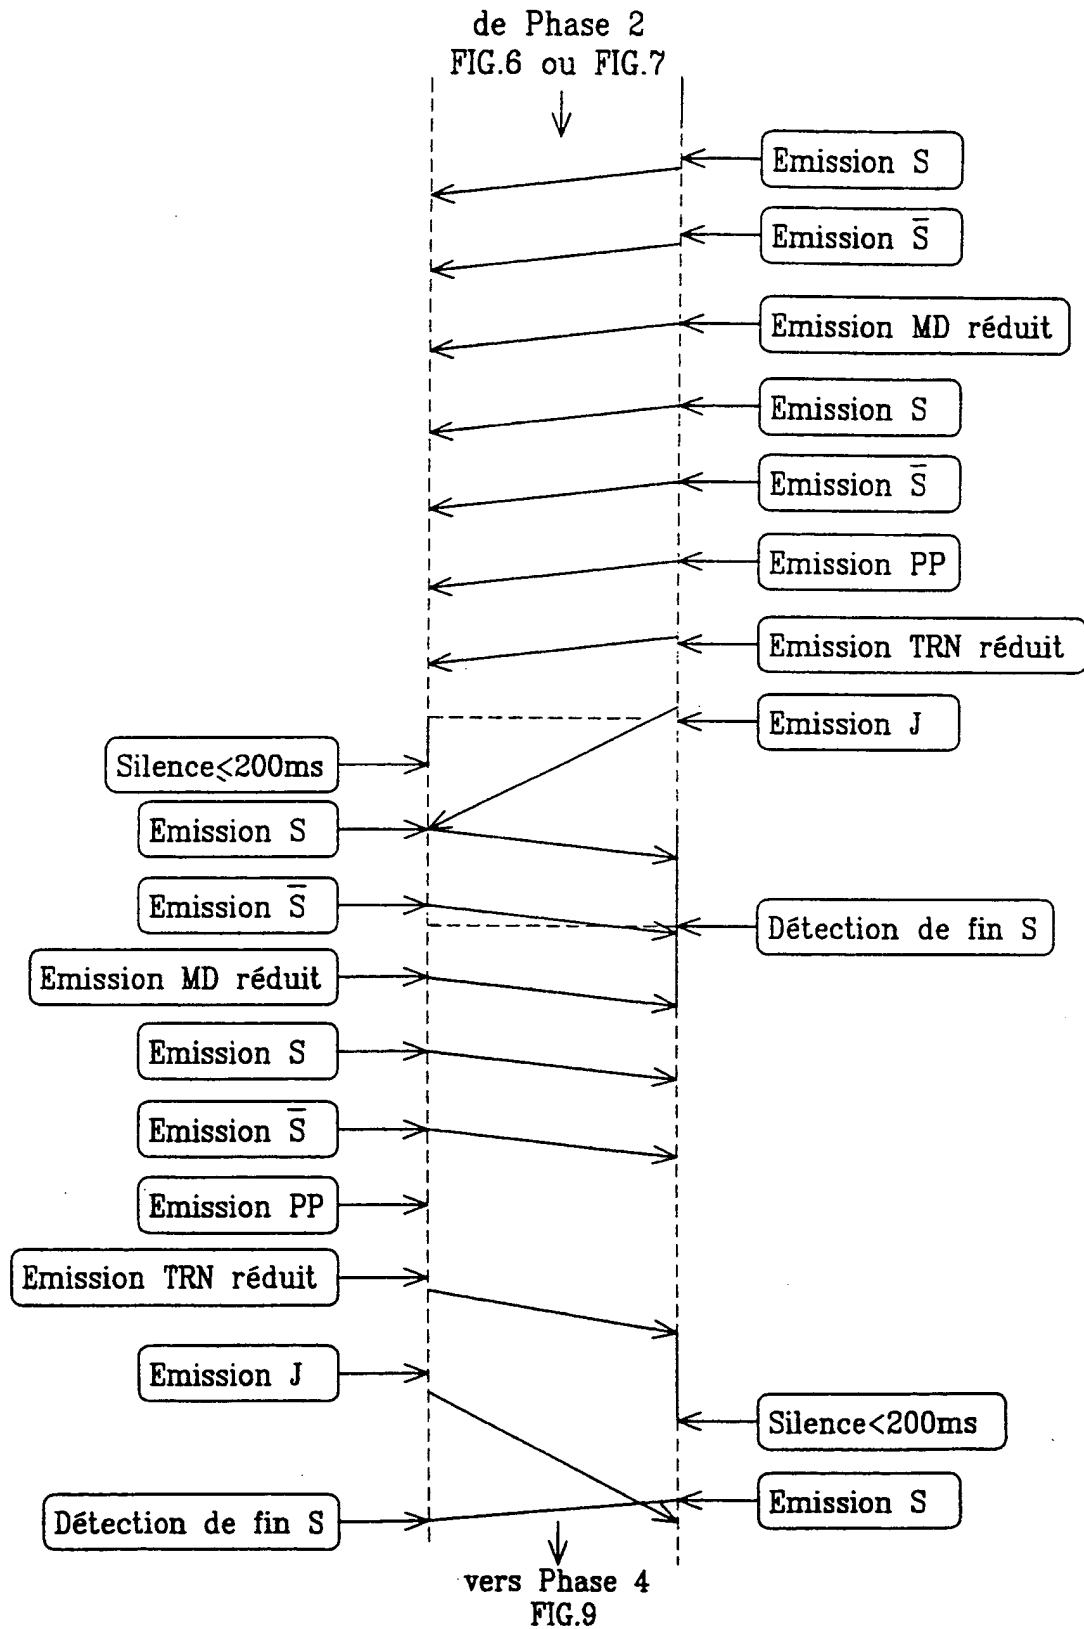 de Phase 2
FIG.6 ou FIG.7
Emission S
Emission S̅
Emission MD réduit
Emission S
Emission S̅
Emission PP
Emission TRN réduit
Emission J
Silence≤200ms
Emission S
Emission S̅
Détection de fin S
Emission MD réduit
Emission S
Emission S̅
Emission PP
Emission TRN réduit
Emission J
Silence<200ms
Emission S
Détection de fin S
vers Phase 4
FIG.9